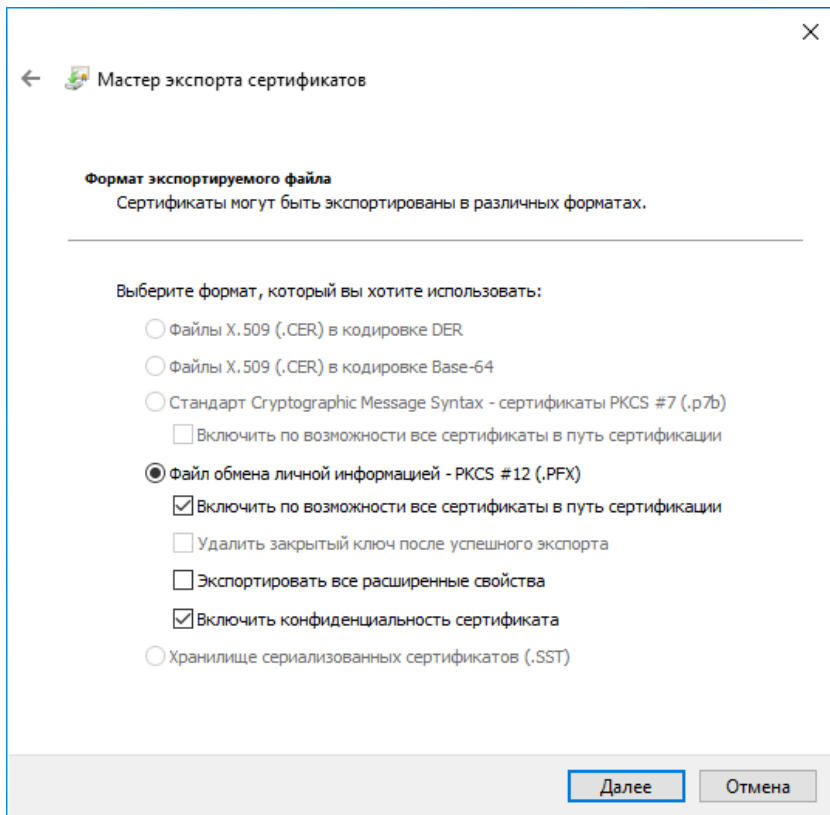 Мастер экспорта сертификатов
Формат экспортируемого файла
Сертификаты могут быть экспортированы в различных форматах.
Выберите формат, который вы хотите использовать:
Файлы X.509 (.CER) в кодировке DER
Файлы X.509 (.CER) в кодировке Base-64
Стандарт Cryptographic Message Syntax - сертификаты PKCS #7 (.p7b)
Включить по возможности все сертификаты в путь сертификации
Файл обмена личной информацией - PKCS #12 (.PFX)
Включить по возможности все сертификаты в путь сертификации
Удалить закрытый ключ после успешного экспорта
Экспортировать все расширенные свойства
Включить конфиденциальность сертификата
Хранилище сериализованных сертификатов (.SST)
Далее
Отмена